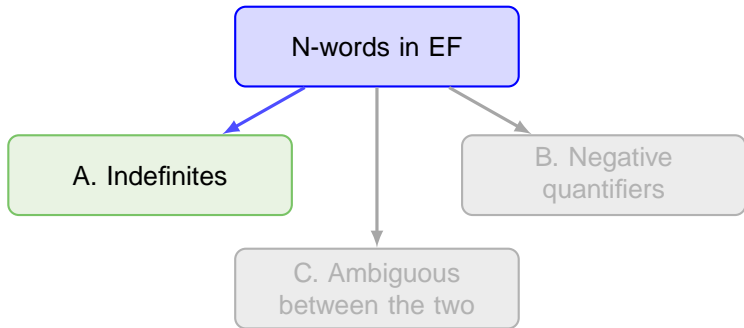 N-words in EF
A. Indefinites
B. Negative
quantifiers
C. Ambiguous
between the two